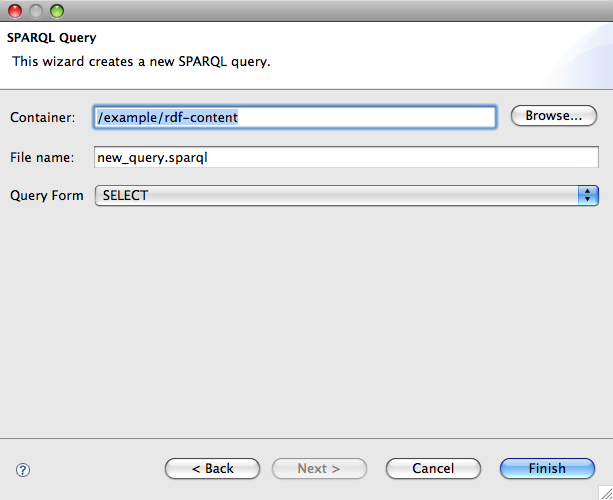 SPARQL Query
This wizard creates a new SPARQL query.
Container: /example/rdf-content Browse...
File name: new_query.sparql
Query Form SELECT
? < Back Next > Cancel Finish